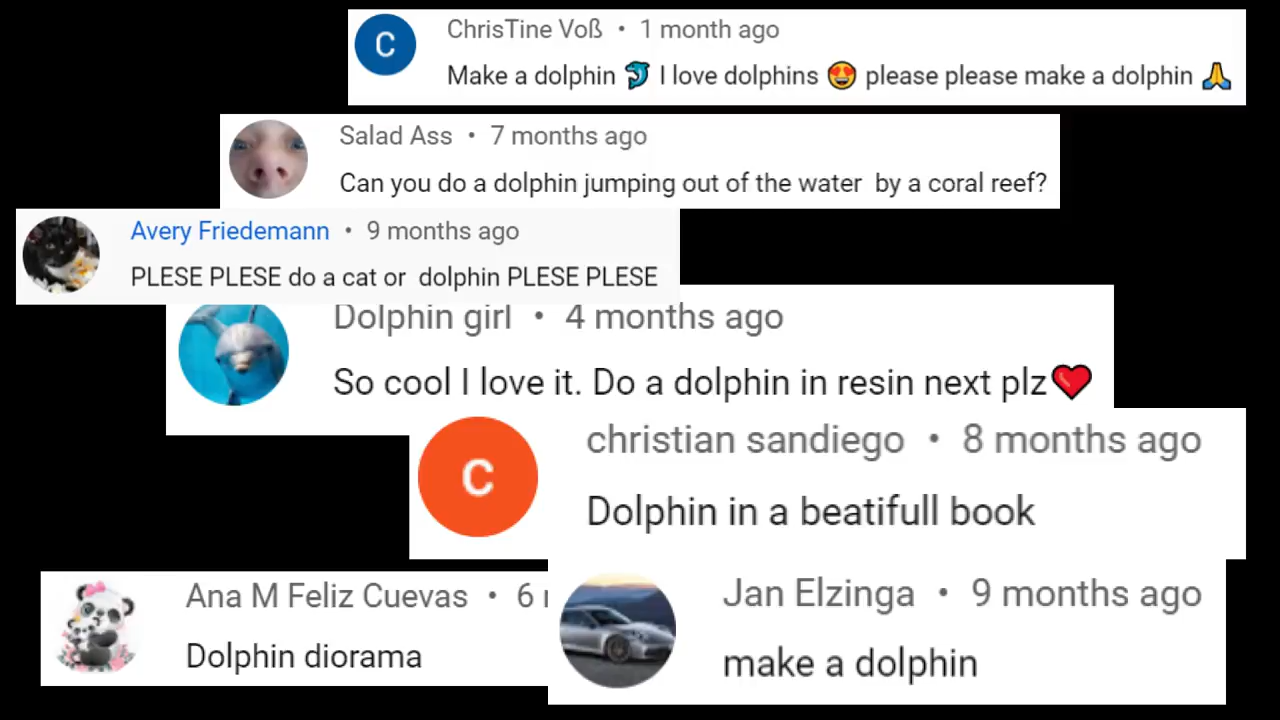 C
ChrisTine Voß • 1 month ago
Make a dolphin 🐬 I love dolphins 😍 please please make a dolphin 🙏
Salad Ass • 7 months ago
Can you do a dolphin jumping out of the water by a coral reef?
Avery Friedemann • 9 months ago
PLESE PLESE do a cat or dolphin PLESE PLESE
Dolphin girl • 4 months ago
So cool I love it. Do a dolphin in resin next plz❤️
C
christian sandiego • 8 months ago
Dolphin in a beatifull book
Ana M Feliz Cuevas • 6
Dolphin diorama
Jan Elzinga • 9 months ago
make a dolphin